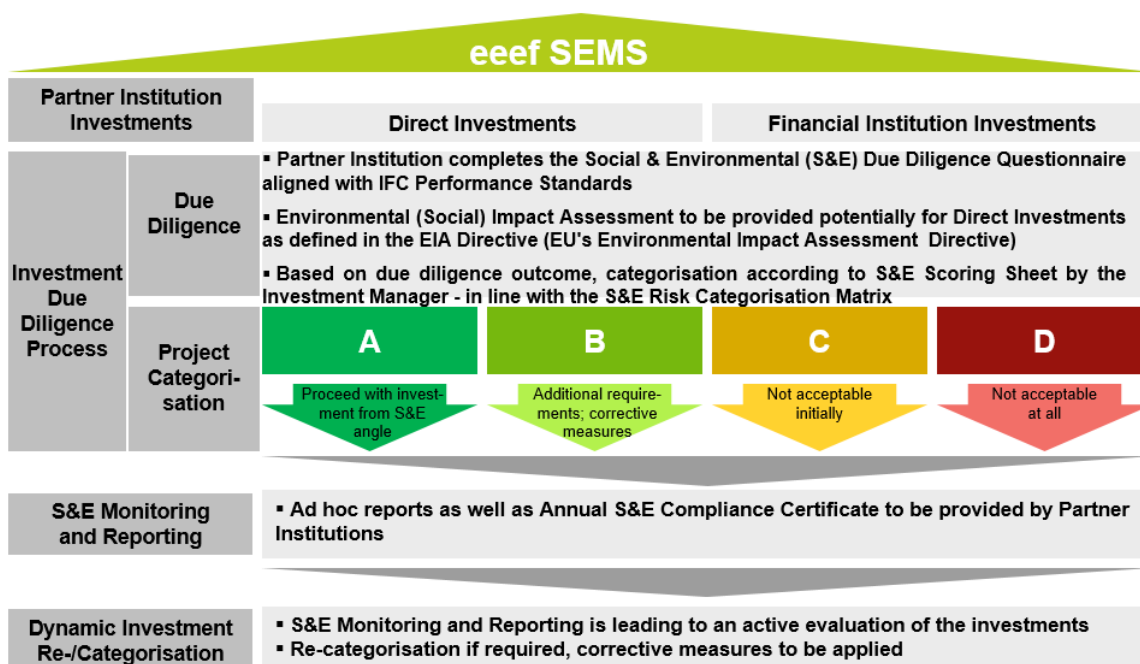 eeef SEMS
Partner Institution
Investments
Direct Investments
Financial Institution Investments
Investment
Due
Diligence
Process
Due
Diligence
▪ Partner Institution completes the Social & Environmental (S&E) Due Diligence Questionnaire
aligned with IFC Performance Standards
▪ Environmental (Social) Impact Assessment to be provided potentially for Direct Investments
as defined in the EIA Directive (EU's Environmental Impact Assessment Directive)
▪ Based on due diligence outcome, categorisation according to S&E Scoring Sheet by the
Investment Manager - in line with the S&E Risk Categorisation Matrix
Project
Categori-
sation
A
B
C
D
Proceed with invest-
ment from S&E
angle
Additional require-
ments; corrective
measures
Not acceptable
initially
Not acceptable
at all
S&E Monitoring
and Reporting
▪ Ad hoc reports as well as Annual S&E Compliance Certificate to be provided by Partner
Institutions
Dynamic Investment
Re-/Categorisation
▪ S&E Monitoring and Reporting is leading to an active evaluation of the investments
▪ Re-categorisation if required, corrective measures to be applied